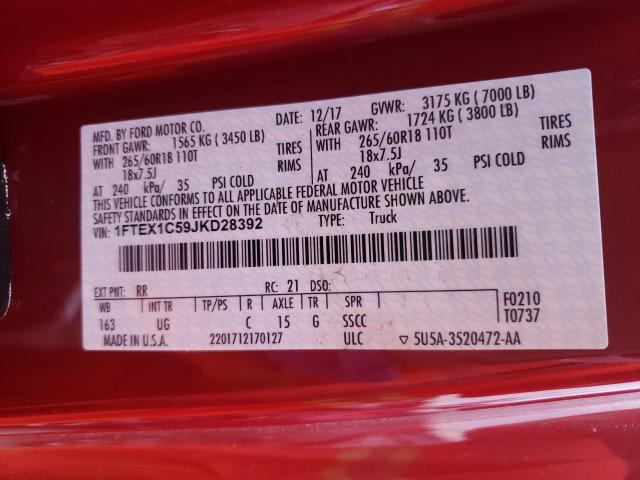 MFD. BY FORD MOTOR CO.
DATE: 12/17 GVWR: 3175 KG ( 7000 LB)
FRONT GAWR: 1565 KG ( 3450 LB)
REAR GAWR: 1724 KG ( 3800 LB)
WITH 265/60R18 110T TIRES
WITH 265/60R18 110T TIRES
18x7.5J RIMS
18x7.5J RIMS
AT 240 kPa/ 35 PSI COLD
AT 240 kPa/ 35 PSI COLD
THIS VEHICLE CONFORMS TO ALL APPLICABLE FEDERAL MOTOR VEHICLE
SAFETY STANDARDS IN EFFECT ON THE DATE OF MANUFACTURE SHOWN ABOVE.
VIN: 1FTEX1C59JKD28392 TYPE: Truck
EXT PNT: RR RC: 21 DSO:
WB INT TR TP/PS R AXLE TR SPR F0210
163 UG C 15 G SSCC T0737
MADE IN U.S.A. 2201712170127 ULC ▽5U5A-3520472-AA